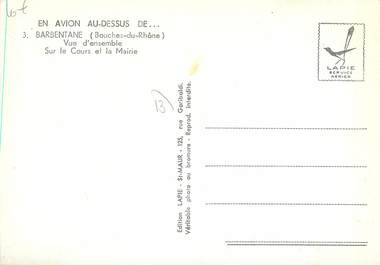 lot
EN AVION AU-DESSUS DE...
3. BARBENTANE (Bouches-du-Rhône)
Vue d'ensemble
Sur le Cours et la Mairie
LAPIE
SERVICE
AERIEN
13
Edition LAPIE - St-MAUR - 125, rue Garibaldi.
Véritable photo au bromure - Reprod. interdite.